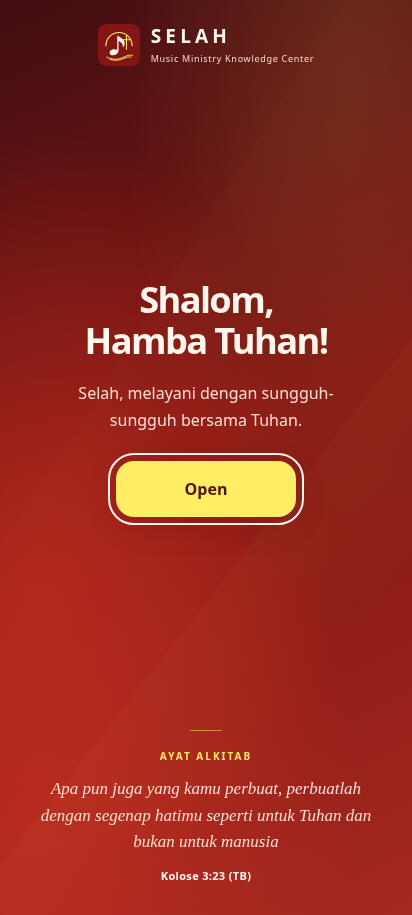 SELAH
Music Ministry Knowledge Center
Shalom,
Hamba Tuhan!
Selah, melayani dengan sungguh-
sungguh bersama Tuhan.
Open
AYAT ALKITAB
Apa pun juga yang kamu perbuat, perbuatlah
dengan segenap hatimu seperti untuk Tuhan dan
bukan untuk manusia
Kolose 3:23 (TB)